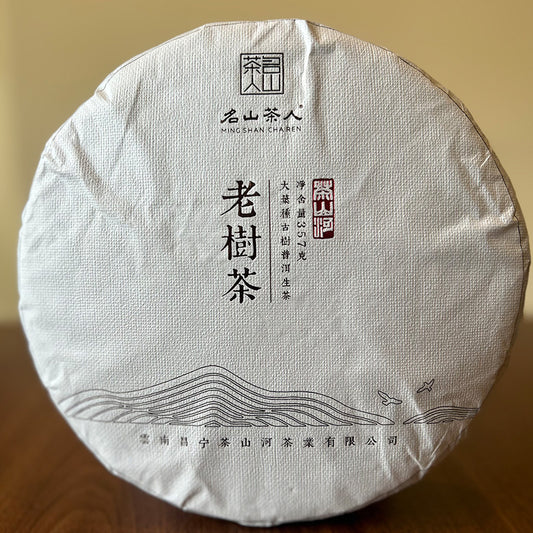 茶名人山
名山茶人®
MING SHAN CHA REN
茶山河
净含量357克
大葉種古樹普洱生茶
老樹茶
雲南昌宁茶山河茶業有限公司